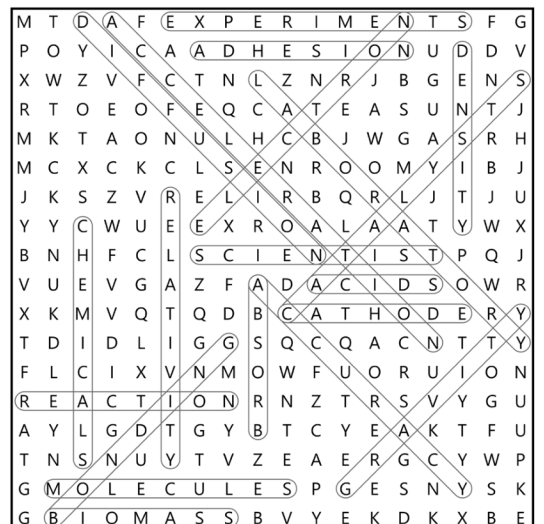 M T D A F E X P E R I M E N T S F G
P O Y I C A A D H E S I O N U D D V
X W Z V F C T N L Z N R J B G E N S
R T O E O F E Q C A T E A S U N T J
M K T A O N U L H C B J W G A S R H
M C X C K C L S E N R O O M Y I B J
J K S Z V R E L I R B Q R L J T J U
Y Y C W U E E X R O A L A A T Y W X
B N H F C L S C I E N T I S T P Q J
V U E V G A Z F A D A C I D S O W R
X K M V Q T Q D B C A T H O D E R Y
T D I D L I G G S Q C Q A C N T T Y
F L C I X V N M O W F U O R U I O N
R E A C T I O N R N Z T R S V Y G U
A Y L G D T G Y B T C Y E A K T F U
T N S N U Y T V Z E A E R G C Y W P
G M O L E C U L E S P G E S N Y S K
G B I O M A S S B V Y E K D K X B E